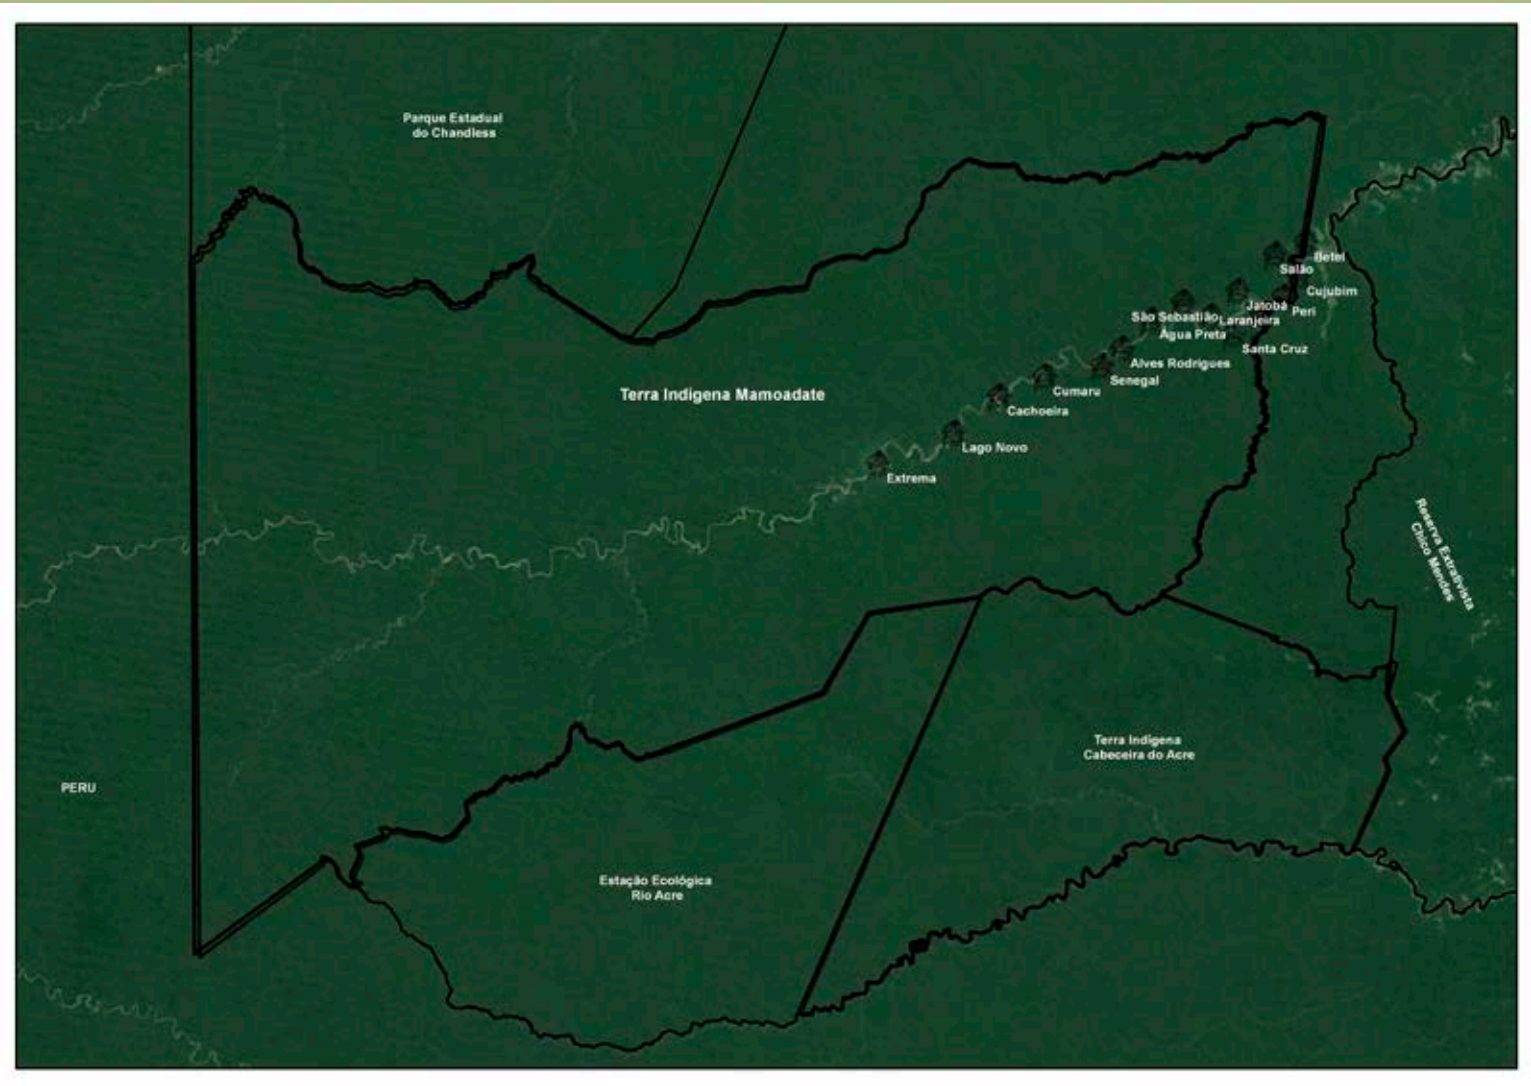 Parque Estadual
do Chandless
Betel
Salão
Cujubim
Jatobá
Peri
São Sebastião
Laranjeira
Água Preta
Santa Cruz
Alves Rodrigues
Senegal
Terra Indígena Mamoadate
Cumaru
Cachoeira
Lago Novo
Extrema
Reserva Extrativista
Chico Mendes
Terra Indígena
Cabeceira do Acre
PERU
Estação Ecológica
Rio Acre